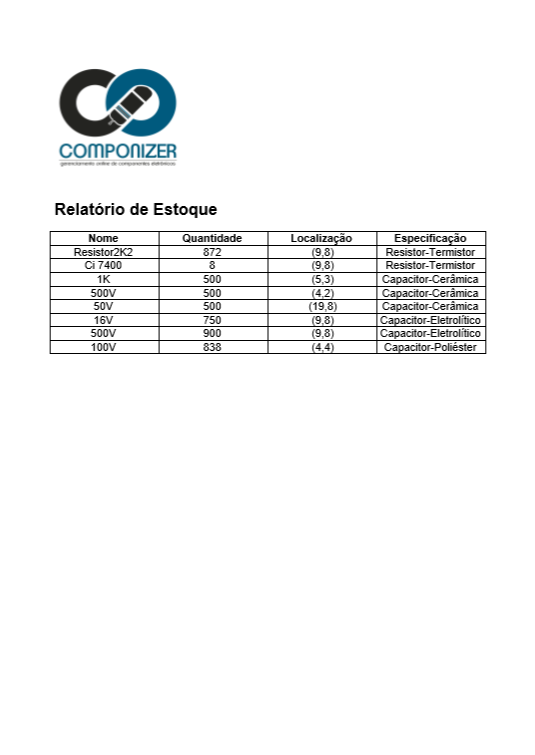 COMPONIZER
gerenciamento online de componentes eletrônicos
Relatório de Estoque
Nome Quantidade Localização Especificação
Resistor2K2 872 (9,8) Resistor-Termistor
Ci 7400 8 (9,8) Resistor-Termistor
1K 500 (5,3) Capacitor-Cerâmica
500V 500 (4,2) Capacitor-Cerâmica
50V 500 (19,8) Capacitor-Cerâmica
16V 750 (9,8) Capacitor-Eletrolítico
500V 900 (9,8) Capacitor-Eletrolítico
100V 838 (4,4) Capacitor-Poliéster